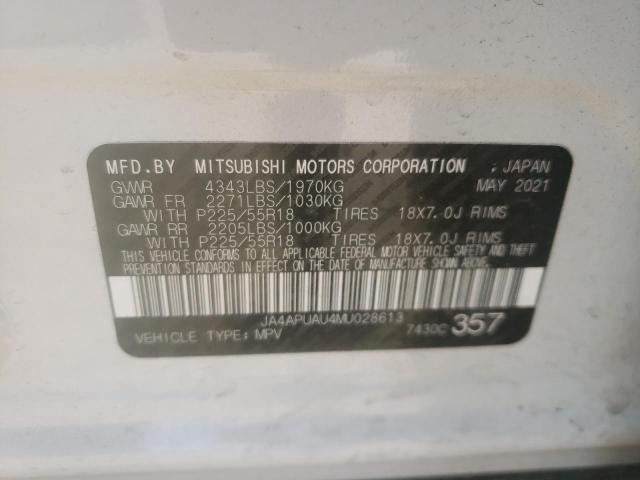 MFD.BY MITSUBISHI MOTORS CORPORATION : JAPAN
GVWR 4343LBS/1970KG MAY 2021
GAWR FR 2271LBS/1030KG
WITH P225/55R18 TIRES 18X7.0J RIMS
GAWR RR 2205LBS/1000KG
WITH P225/55R18 TIRES 18X7.0J RIMS
THIS VEHICLE CONFORMS TO ALL APPLICABLE FEDERAL MOTOR VEHICLE SAFETY AND THEFT
PREVENTION STANDARDS IN EFFECT ON THE DATE OF MANUFACTURE SHOWN ABOVE.
JA4APUAU4MU028613
VEHICLE TYPE: MPV 7430C 357